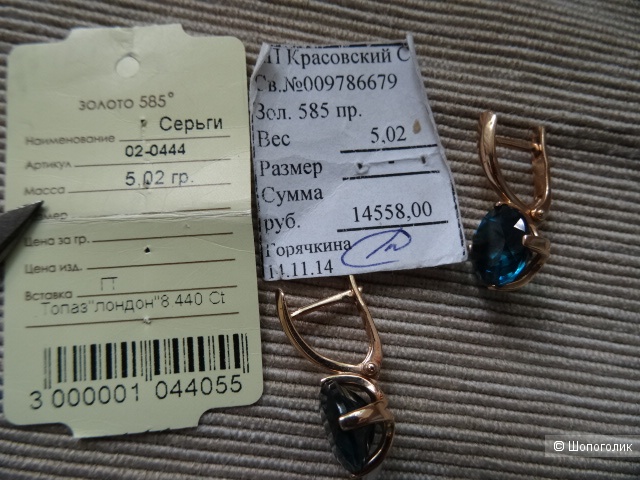 золото 585°
Наименование Серьги
Артикул 02-0444
Масса 5,02 гр.
Цена за гр.
Цена изд.
Вставка ГТ
Топаз"лондон"8 440 Ct
3 000001 044055
ИП Красовский С
Св.№009786679
Зол. 585 пр.
Вес 5,02
Размер -
Сумма
руб. 14558,00
Горячкина
14.11.14
© Шопоголик